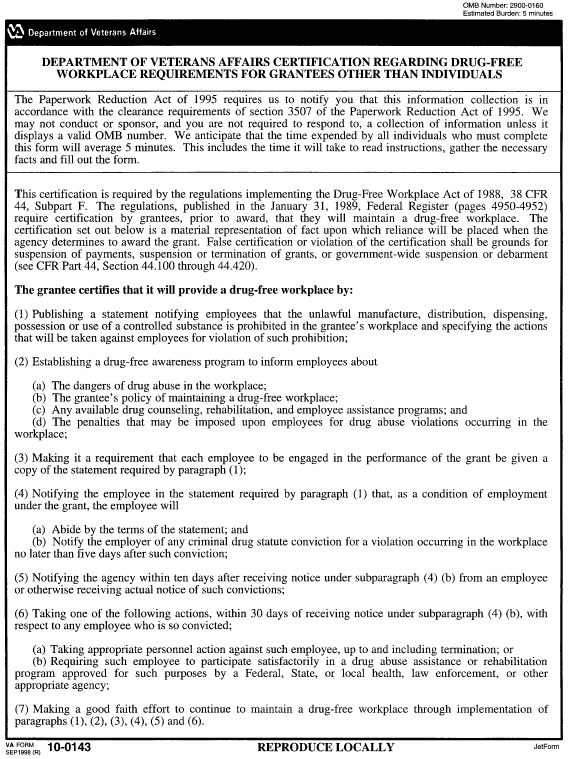 OMB Number: 2900-0160
Estimated Burden: 5 minutes
VA Department of Veterans Affairs
DEPARTMENT OF VETERANS AFFAIRS CERTIFICATION REGARDING DRUG-FREE
WORKPLACE REQUIREMENTS FOR GRANTEES OTHER THAN INDIVIDUALS
The Paperwork Reduction Act of 1995 requires us to notify you that this information collection is in
accordance with the clearance requirements of section 3507 of the Paperwork Reduction Act of 1995. We
may not conduct or sponsor, and you are not required to respond to, a collection of information unless it
displays a valid OMB number. We anticipate that the time expended by all individuals who must complete
this form will average 5 minutes. This includes the time it will take to read instructions, gather the necessary
facts and fill out the form.
This certification is required by the regulations implementing the Drug-Free Workplace Act of 1988, 38 CFR
44, Subpart F. The regulations, published in the January 31, 1989, Federal Register (pages 4950-4952)
require certification by grantees, prior to award, that they will maintain a drug-free workplace. The
certification set out below is a material representation of fact upon which reliance will be placed when the
agency determines to award the grant. False certification or violation of the certification shall be grounds for
suspension of payments, suspension or termination of grants, or government-wide suspension or debarment
(see CFR Part 44, Section 44.100 through 44.420).
The grantee certifies that it will provide a drug-free workplace by:
(1) Publishing a statement notifying employees that the unlawful manufacture, distribution, dispensing,
possession or use of a controlled substance is prohibited in the grantee's workplace and specifying the actions
that will be taken against employees for violation of such prohibition;
(2) Establishing a drug-free awareness program to inform employees about
(a) The dangers of drug abuse in the workplace;
(b) The grantee's policy of maintaining a drug-free workplace;
(c) Any available drug counseling, rehabilitation, and employee assistance programs; and
(d) The penalties that may be imposed upon employees for drug abuse violations occurring in the
workplace;
(3) Making it a requirement that each employee to be engaged in the performance of the grant be given a
copy of the statement required by paragraph (1);
(4) Notifying the employee in the statement required by paragraph (1) that, as a condition of employment
under the grant, the employee will
(a) Abide by the terms of the statement; and
(b) Notify the employer of any criminal drug statute conviction for a violation occurring in the workplace
no later than five days after such conviction;
(5) Notifying the agency within ten days after receiving notice under subparagraph (4) (b) from an employee
or otherwise receiving actual notice of such convictions;
(6) Taking one of the following actions, within 30 days of receiving notice under subparagraph (4) (b), with
respect to any employee who is so convicted;
(a) Taking appropriate personnel action against such employee, up to and including termination; or
(b) Requiring such employee to participate satisfactorily in a drug abuse assistance or rehabilitation
program approved for such purposes by a Federal, State, or local health, law enforcement, or other
appropriate agency;
(7) Making a good faith effort to continue to maintain a drug-free workplace through implementation of
paragraphs (1), (2), (3), (4), (5) and (6).
VA FORM
SEP1998 (R) 10-0143 REPRODUCE LOCALLY JetForm